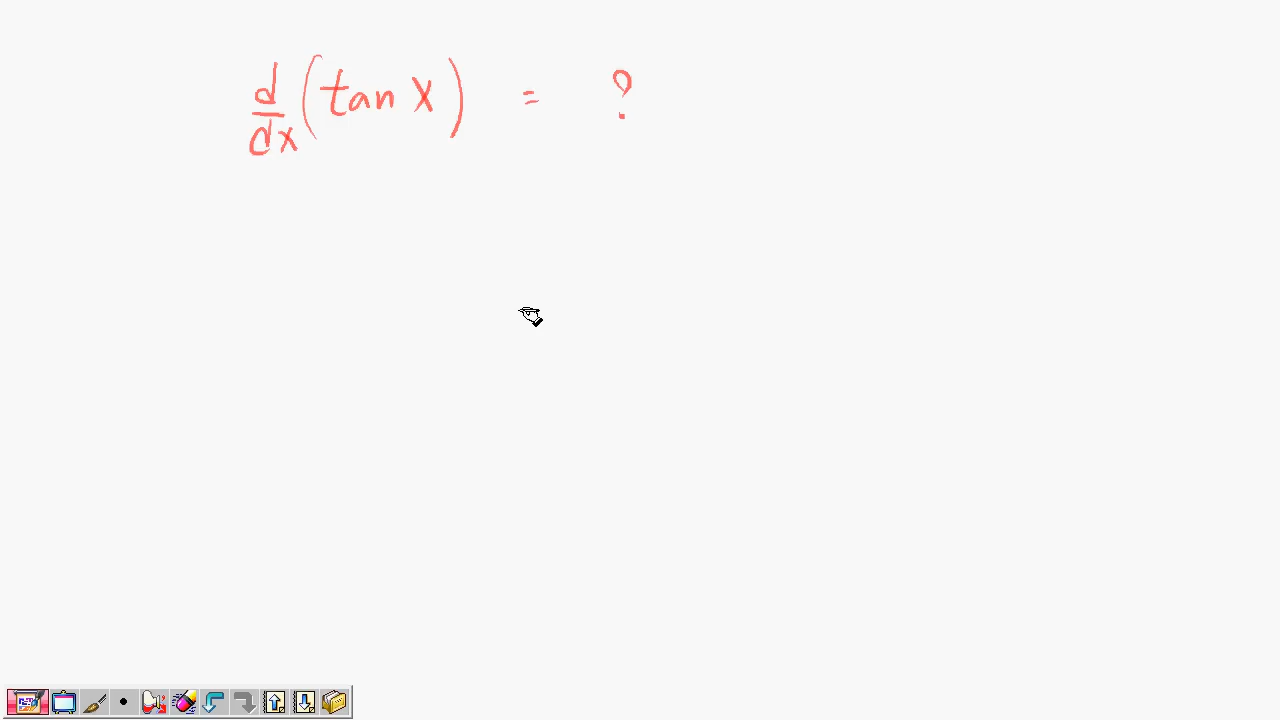 d/dx (tan x) = ?